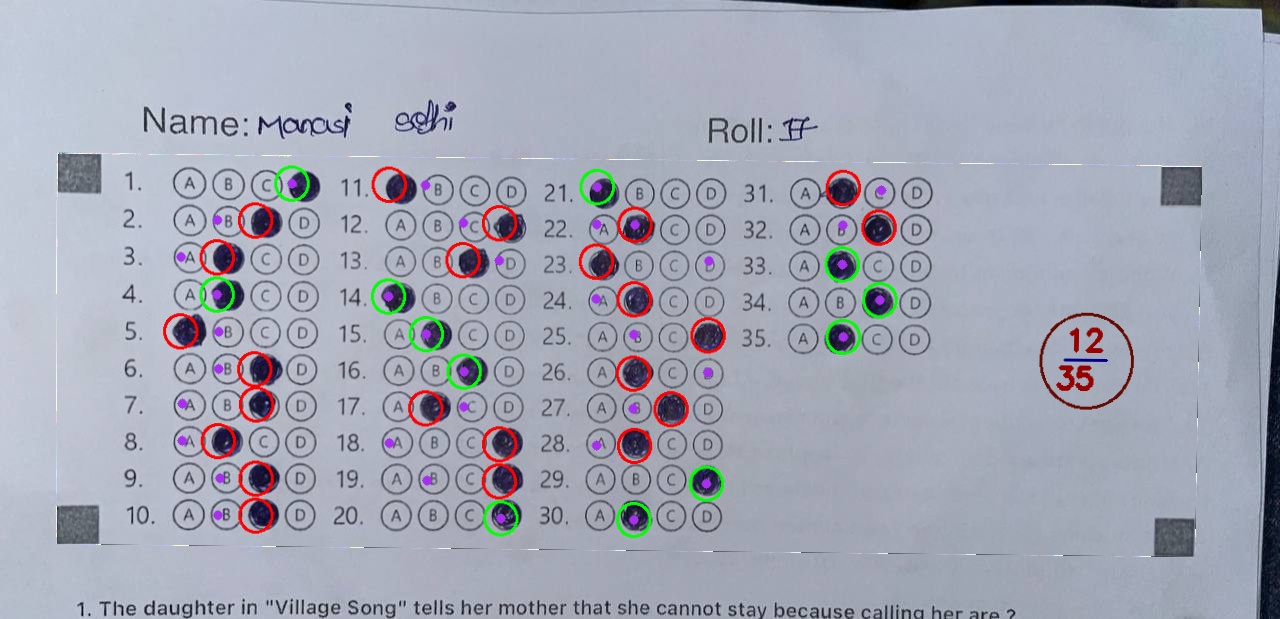 Name: Manasi
Roll:
1. A B C 11. B C D 21. B C D 31. A C D
2. A B D 12. A B C 22. A C D 32. A B D
3. A C D 13. A B D 23. B C D 33. A C D
4. A C D 14. B C D 24. A C D 34. A B D
5. B C D 15. A C D 25. A B C 35. A C D
6. A B D 16. A B D 26. A C D
7. A B D 17. A C D 27. A B D
8. A C D 18. A B C 28. A C D
9. A B D 19. A B C 29. A B C
10. A B D 20. A B C 30. A C D
12
35
1. The daughter in "Village Song" tells her mother that she cannot stay because calling her are ?